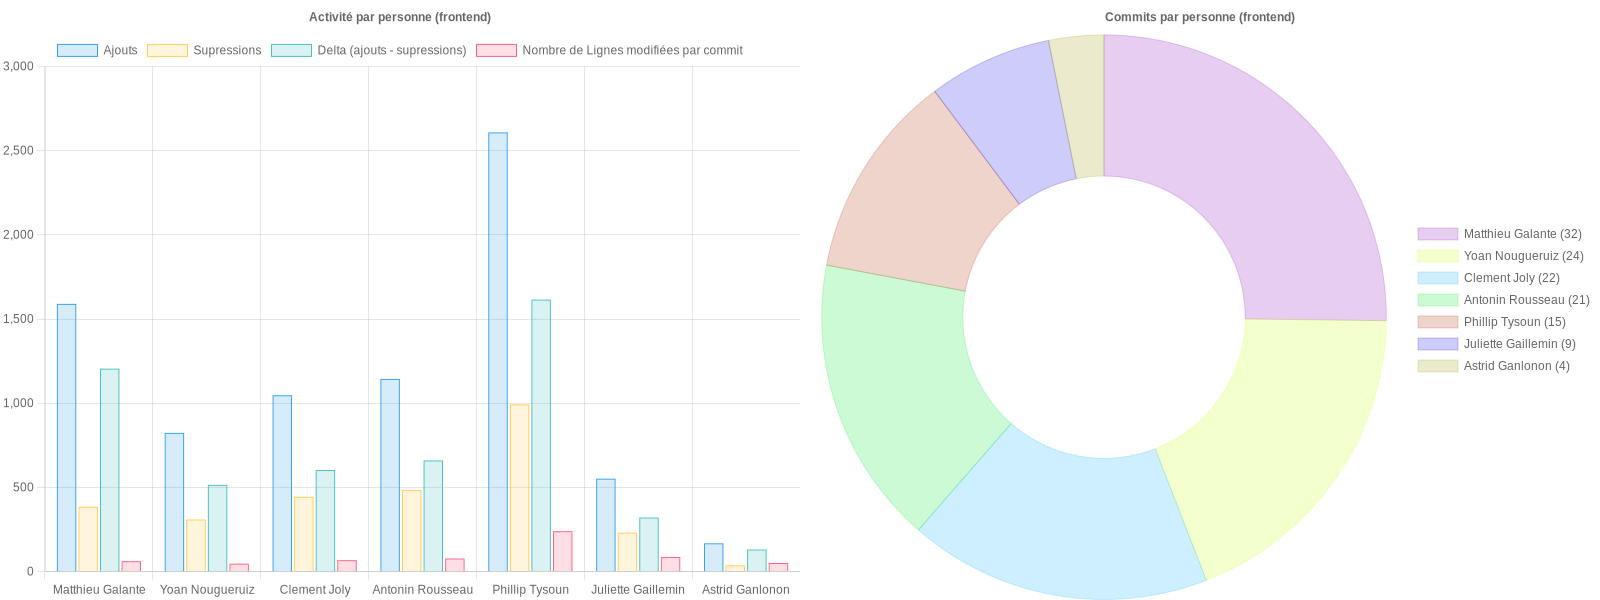 Activité par personne (frontend)
Ajouts
Supressions
Delta (ajouts - supressions)
Nombre de Lignes modifiées par commit
3,000
2,500
2,000
1,500
1,000
500
0
Matthieu Galante
Yoan Nougueruiz
Clement Joly
Antonin Rousseau
Phillip Tysoun
Juliette Gaillemin
Astrid Ganlonon
Commits par personne (frontend)
Matthieu Galante (32)
Yoan Nougueruiz (24)
Clement Joly (22)
Antonin Rousseau (21)
Phillip Tysoun (15)
Juliette Gaillemin (9)
Astrid Ganlonon (4)